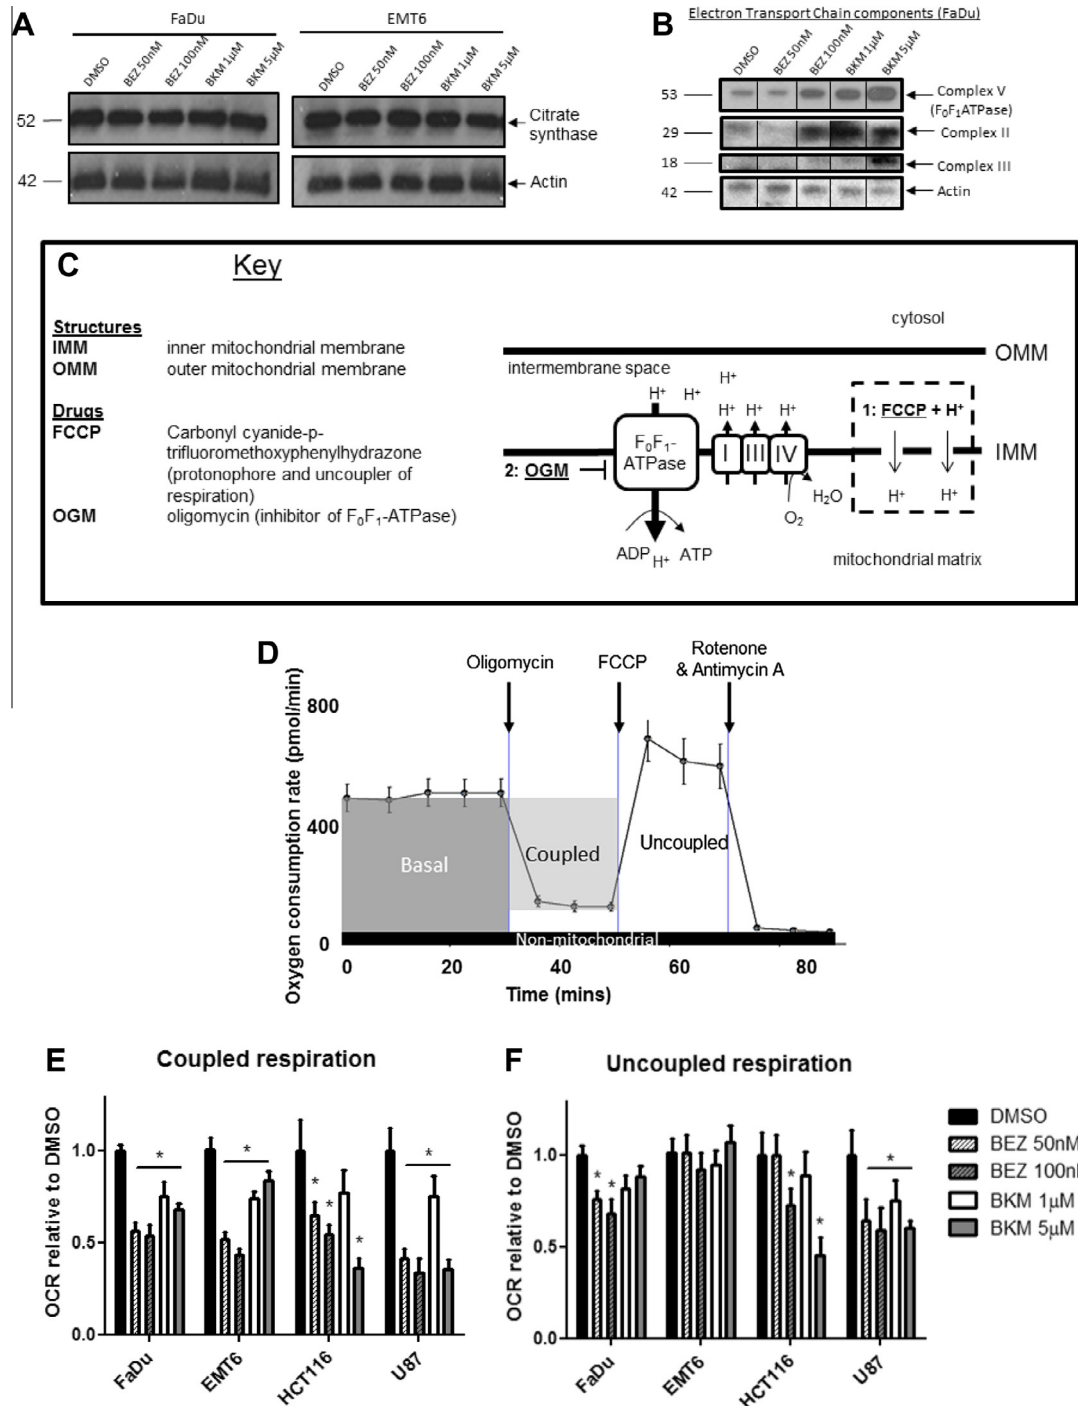 A
FaDu
EMT6
DMSO
BEZ 50nM
BEZ 100nM
BKM 1µM
BKM 5µM
DMSO
BEZ 50nM
BEZ 100nM
BKM 1µM
BKM 5µM
52
Citrate synthase
42
Actin
B
Electron Transport Chain components (FaDu)
DMSO
BEZ 50nM
BEZ 100nM
BKM 1µM
BKM 5µM
53
Complex V
(F₀F₁ATPase)
29
Complex II
18
Complex III
42
Actin
C
Key
Structures
IMM inner mitochondrial membrane
OMM outer mitochondrial membrane
Drugs
FCCP Carbonyl cyanide-p-
trifluoromethoxyphenylhydrazone
(protonophore and uncoupler of
respiration)
OGM oligomycin (inhibitor of F₀F₁-ATPase)
cytosol
OMM
intermembrane space
H⁺
H⁺ H⁺
H⁺ H⁺ H⁺
1: FCCP + H⁺
F₀F₁-
ATPase
I III IV
IMM
2: OGM
H₂O
O₂
H⁺ H⁺
ADP H⁺ ATP
mitochondrial matrix
D
Oligomycin
FCCP
Rotenone
& Antimycin A
Oxygen consumption rate (pmol/min)
800
400
0
Basal
Coupled
Uncoupled
Non-mitochondrial
0 20 40 60 80
Time (mins)
E
Coupled respiration
OCR relative to DMSO
1.0
0.5
0.0
* * * * * *
FaDu
EMT6
HCT116
U87
F
Uncoupled respiration
OCR relative to DMSO
1.0
0.5
0.0
* * * * *
FaDu
EMT6
HCT116
U87
DMSO
BEZ 50nM
BEZ 100n
BKM 1µM
BKM 5µM